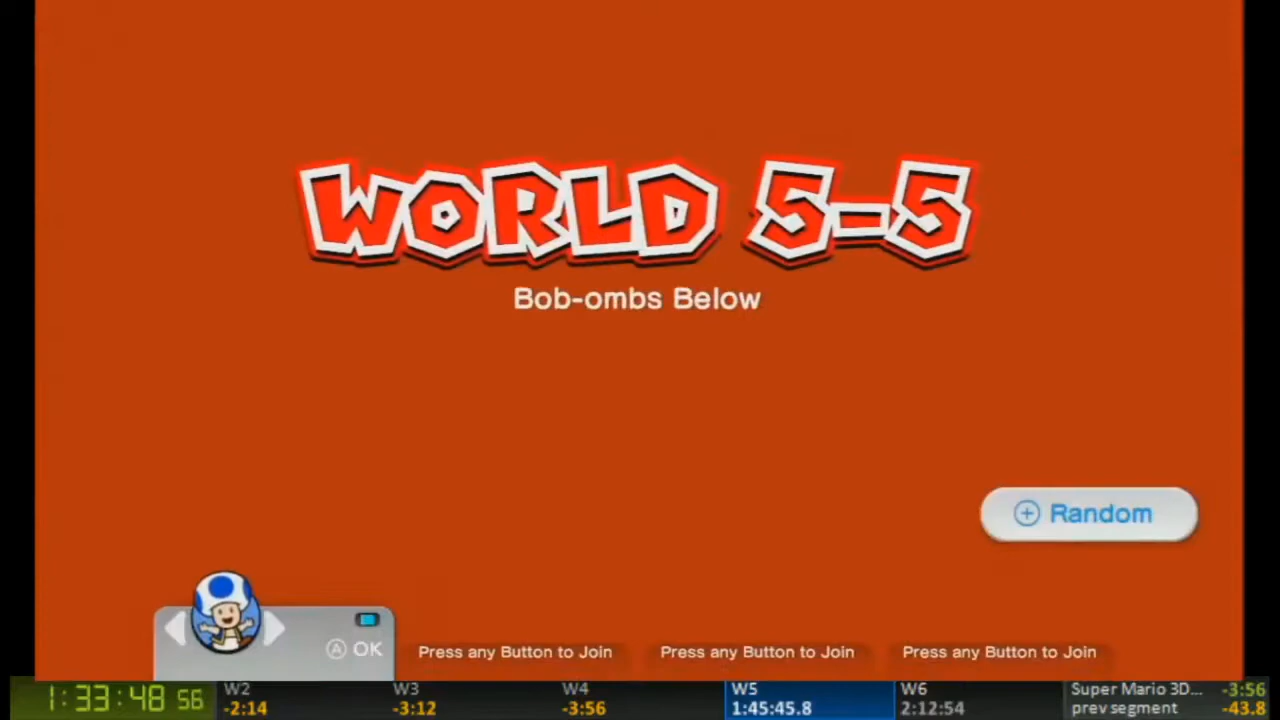 WORLD 5-5
Bob-ombs Below
+ Random
A OK
Press any Button to Join
Press any Button to Join
Press any Button to Join
1:33:48 56
W2
-2:14
W3
-3:12
W4
-3:56
W5
1:45:45.8
W6
2:12:54
Super Mario 3D... -3:56
prev segment -43.8